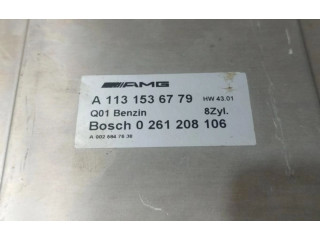 AMG
A 113 153 67 79 HW 43.01
Q01 Benzin 8Zyl.
Bosch 0 261 208 106